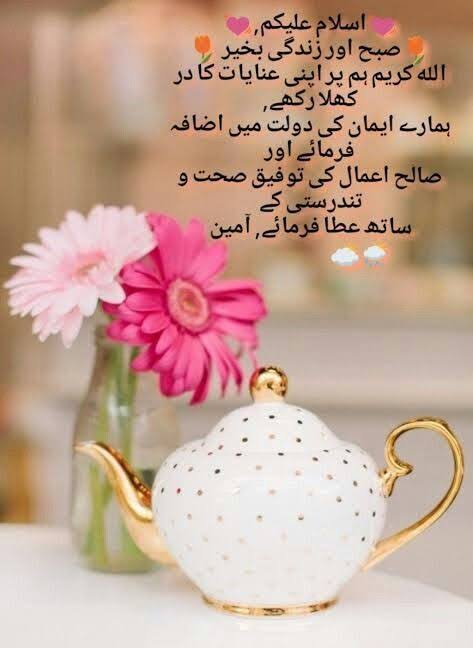 💘 اسلام علیکم, 💘
🌷 صبح اور زندگی بخیر 🌷
الله کریم ہم پر اپنی عنایات کا در
کھلا رکھے,
ہمارے ایمان کی دولت میں اضافہ
فرمائے اور
صالح اعمال کی توفیق صحت و
تندرستی کے
ساتھ عطا فرمائے, آمین
🌦🌧